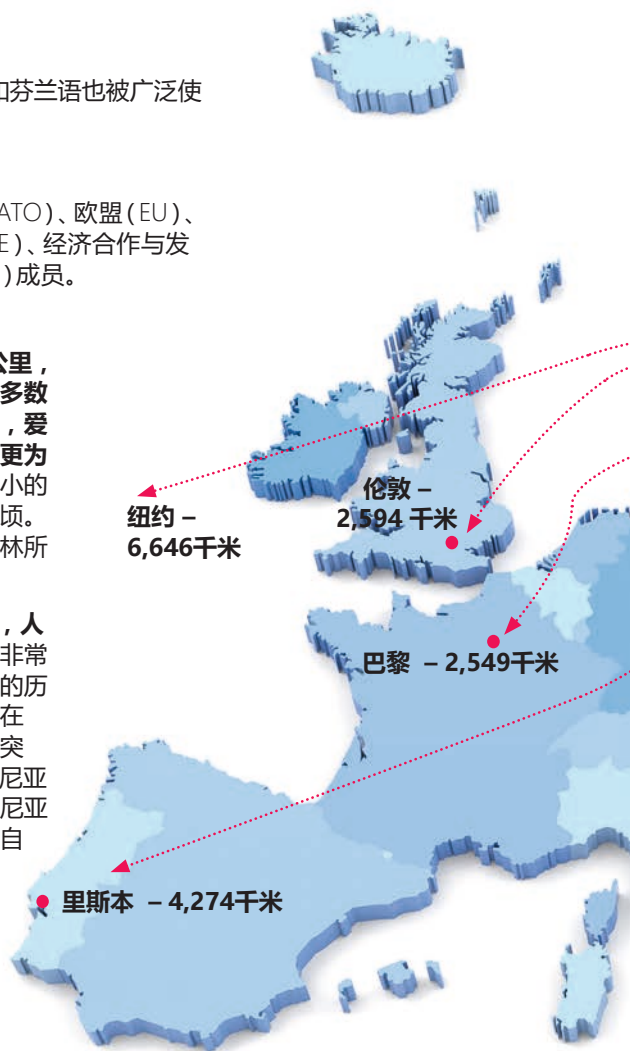 和芬兰语也被广泛使
ATO)、欧盟(EU)、
E)、经济合作与发
)成员。
公里，
多数
，爱
更为
小的
顷。
林所
，人
非常
的历
在
突
尼亚
尼亚
自
纽约 –
6,646千米
伦敦 –
2,594 千米
巴黎 – 2,549千米
里斯本 – 4,274千米